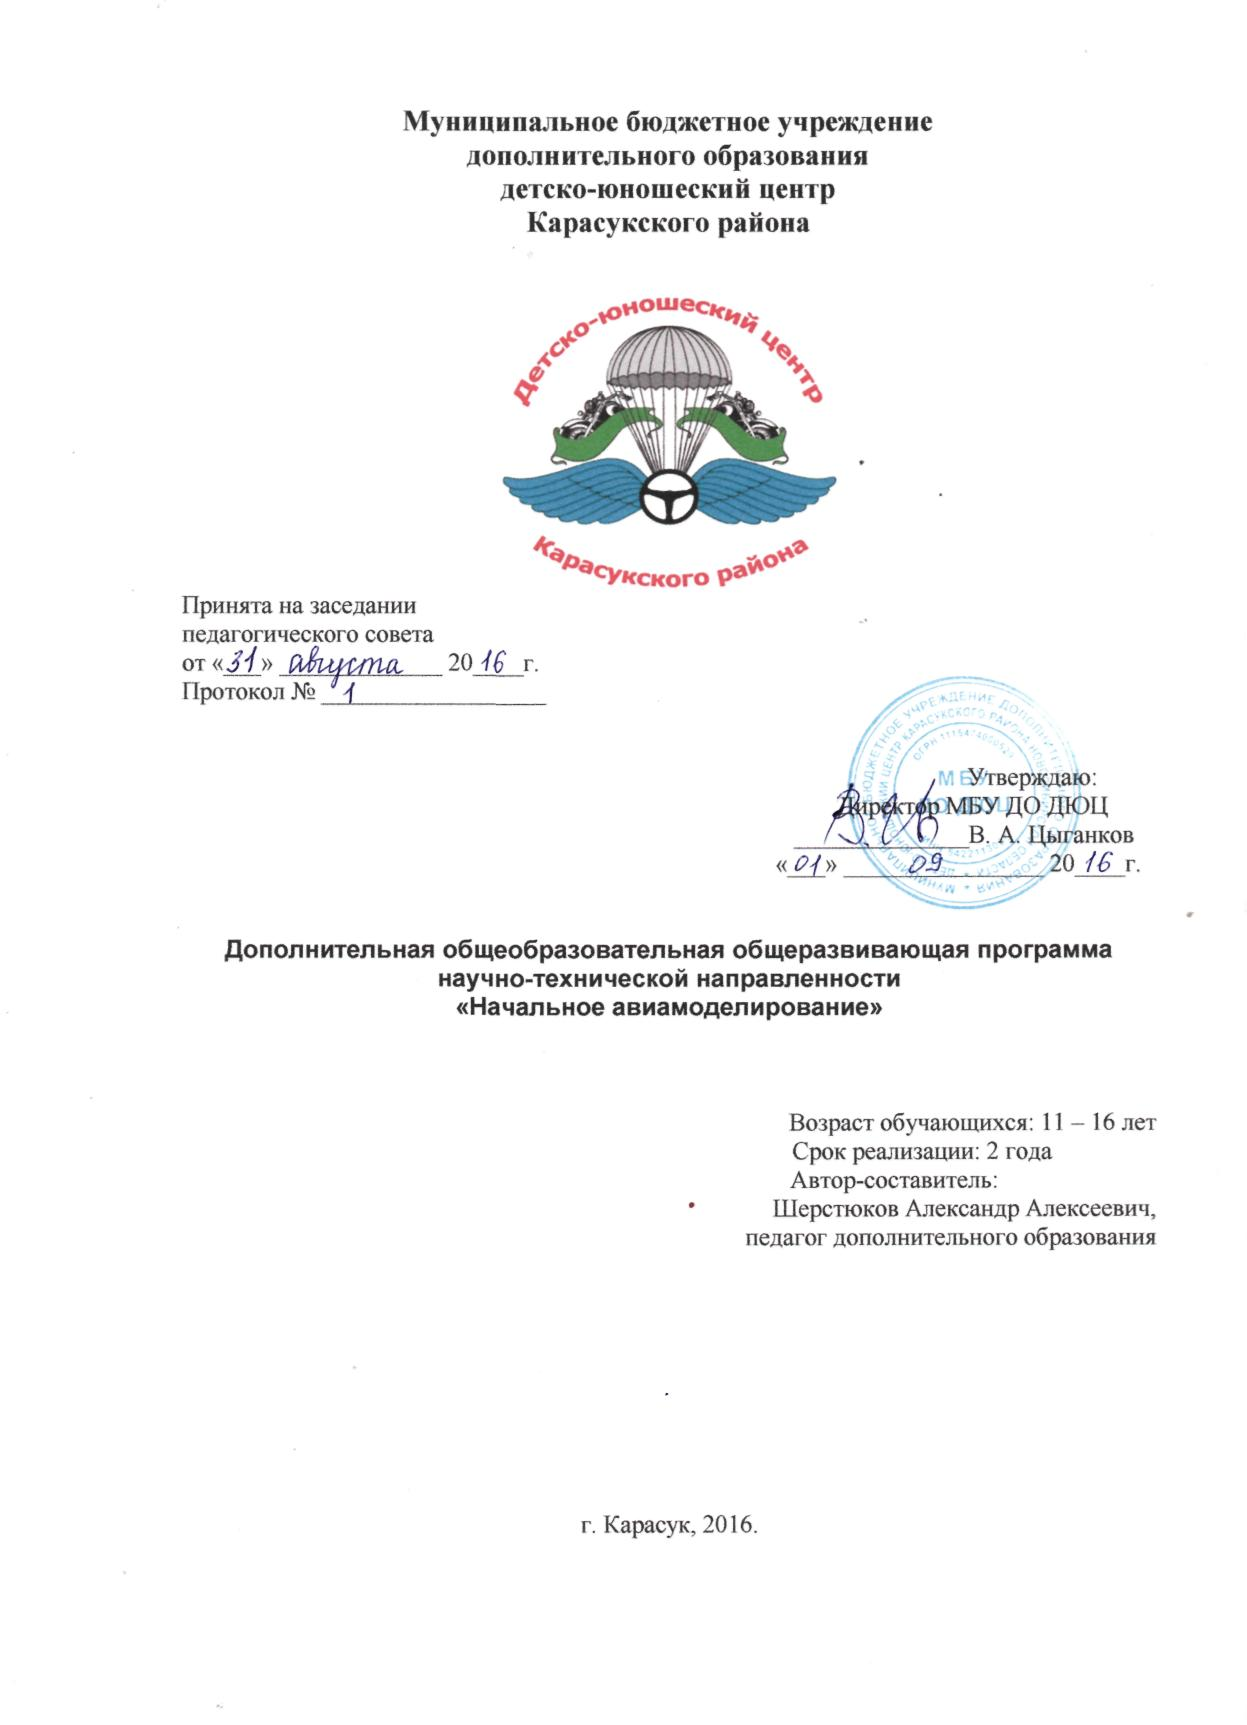 Муниципальное бюджетное учреждение
дополнительного образования
детско-юношеский центр
Карасукского района
Детско-юношеский центр
Карасукского района
Принята на заседании
педагогического совета
от «31» августа 2016 г.
Протокол № 1
Утверждаю:
Директор МБУ ДО ДЮЦ
В. А. Цыганков
«01» 09 2016 г.
МБУ
ДО ДЮЦ
Дополнительная общеобразовательная общеразвивающая программа
научно-технической направленности
«Начальное авиамоделирование»
Возраст обучающихся: 11 – 16 лет
Срок реализации: 2 года
Автор-составитель:
Шерстюков Александр Алексеевич,
педагог дополнительного образования
г. Карасук, 2016.